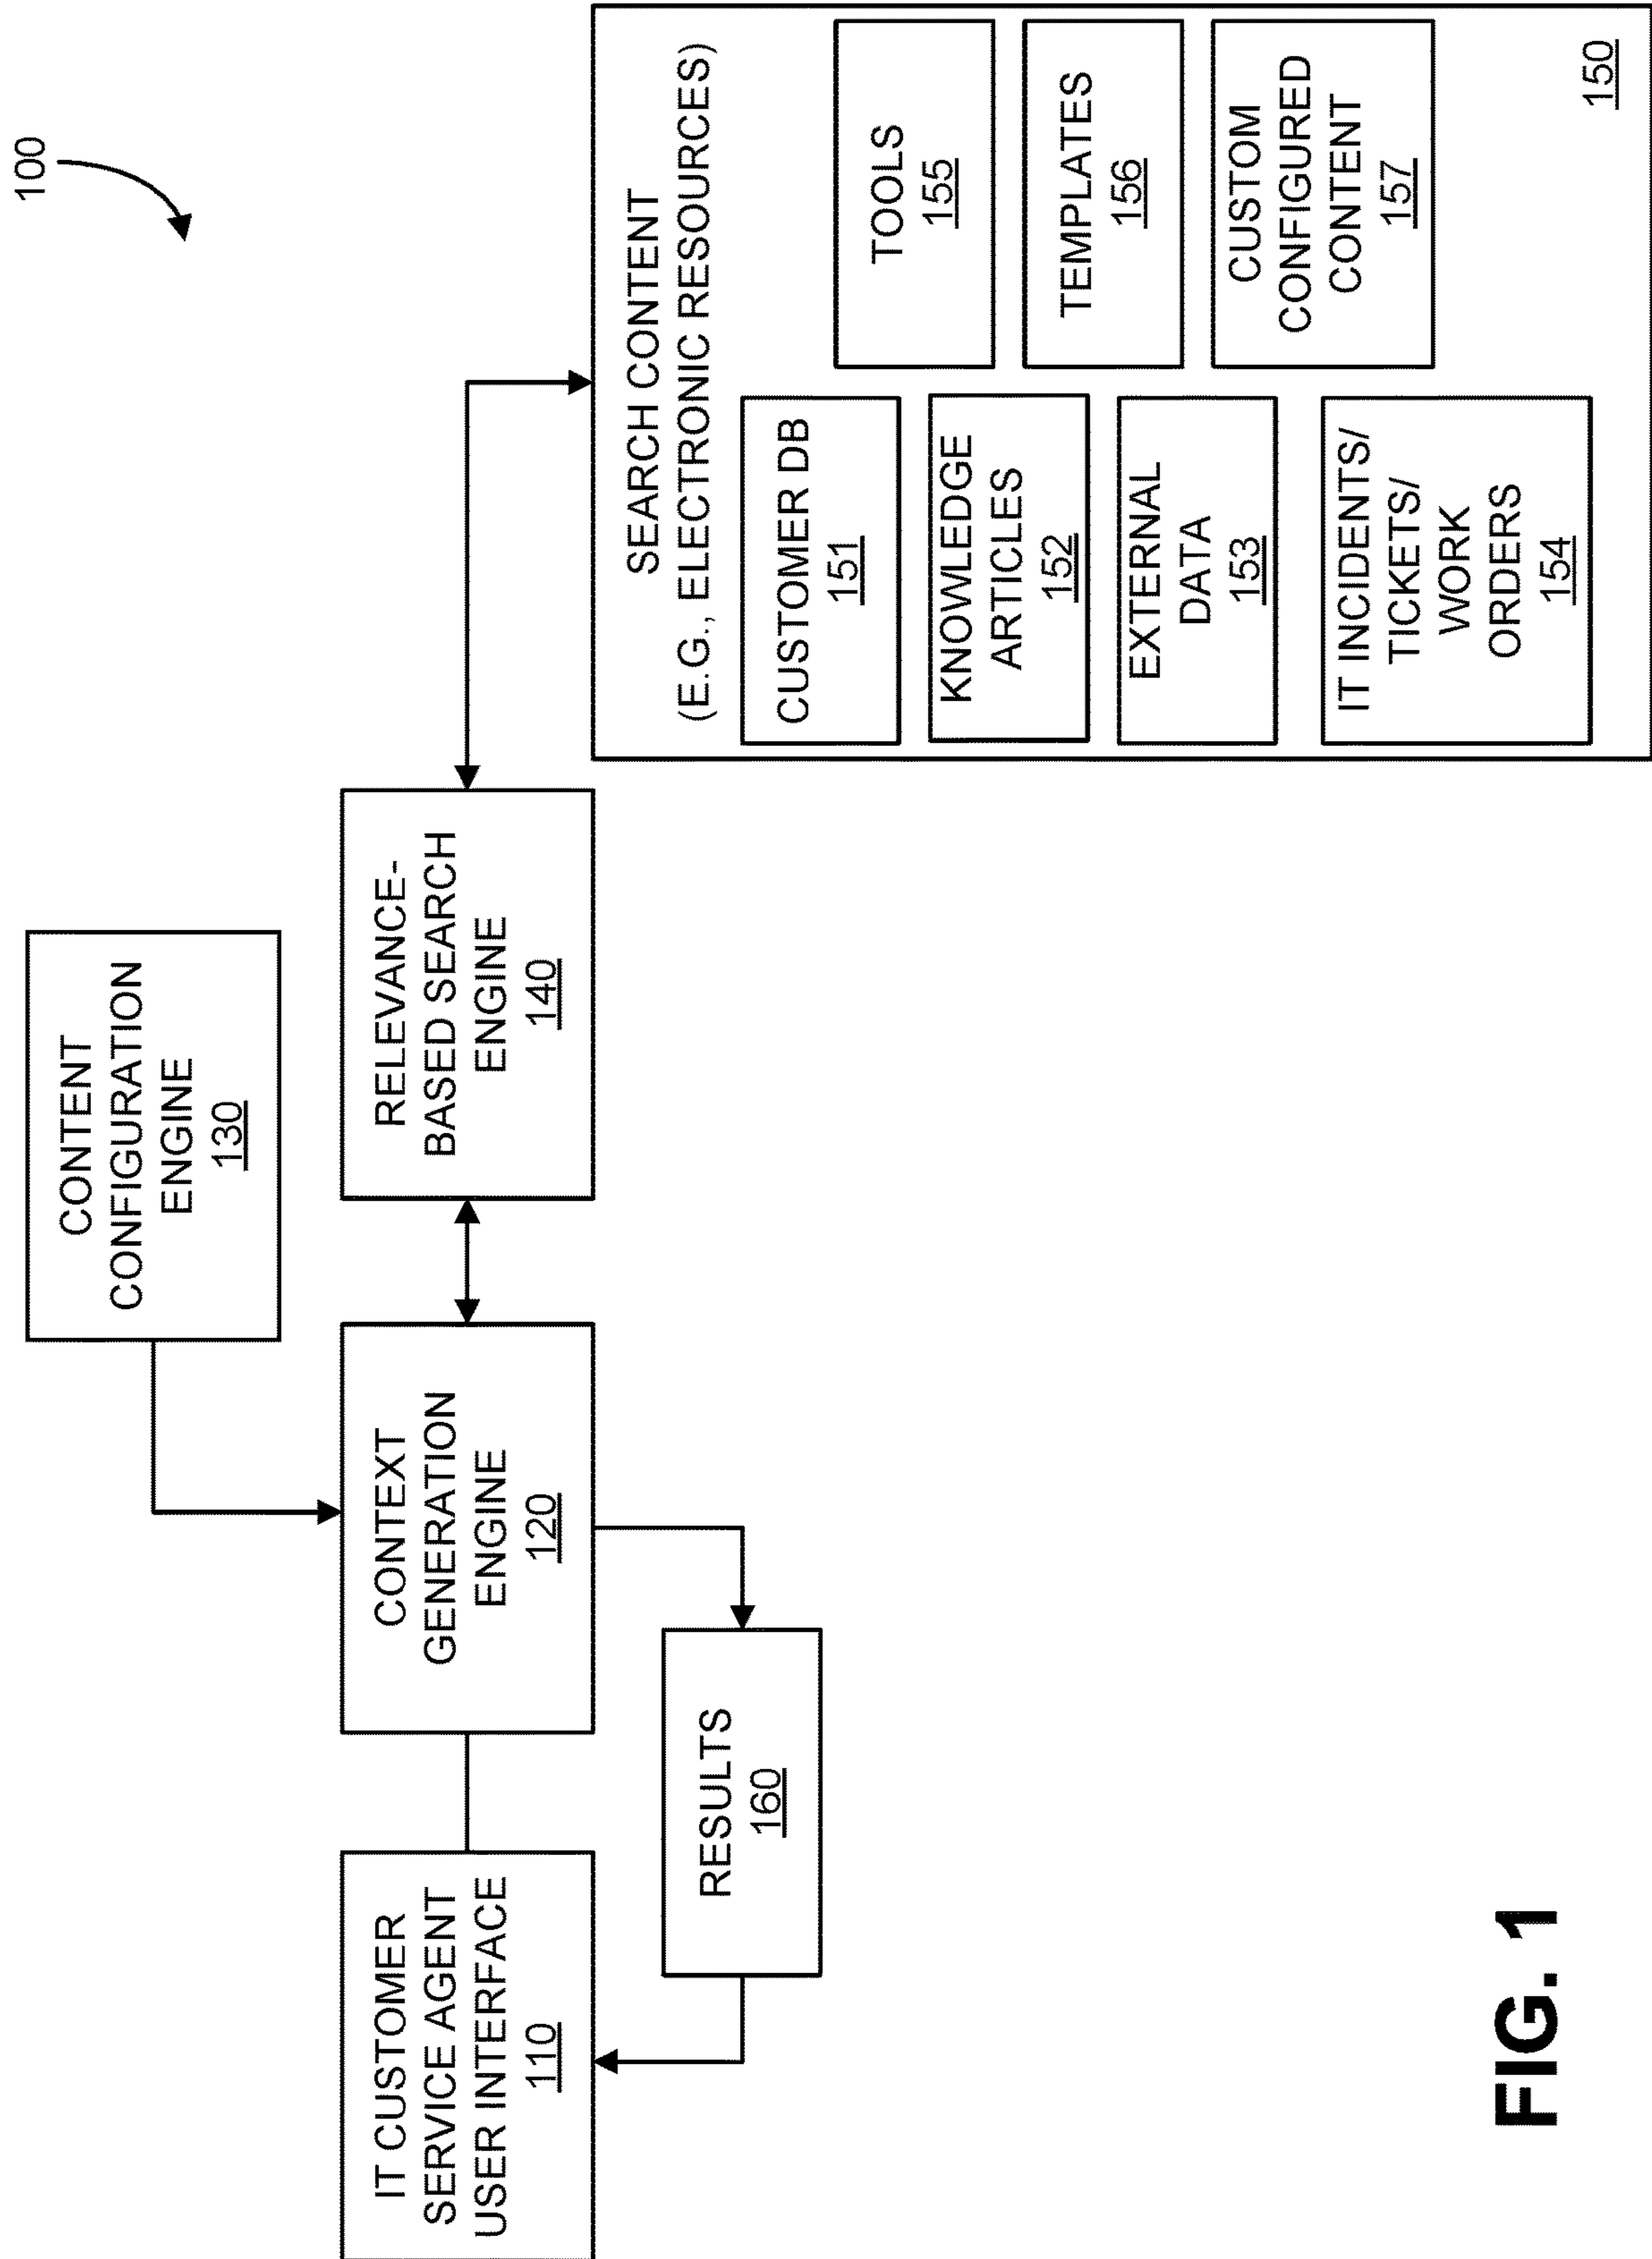 100
CONTENT
CONFIGURATION
ENGINE
130
IT CUSTOMER
SERVICE AGENT
USER INTERFACE
110
CONTEXT
GENERATION
ENGINE
120
RELEVANCE-
BASED SEARCH
ENGINE
140
RESULTS
160
SEARCH CONTENT
(E.G., ELECTRONIC RESOURCES)
CUSTOMER DB
151
KNOWLEDGE
ARTICLES
152
EXTERNAL
DATA
153
IT INCIDENTS/
TICKETS/
WORK
ORDERS
154
TOOLS
155
TEMPLATES
156
CUSTOM
CONFIGURED
CONTENT
157
150
FIG. 1